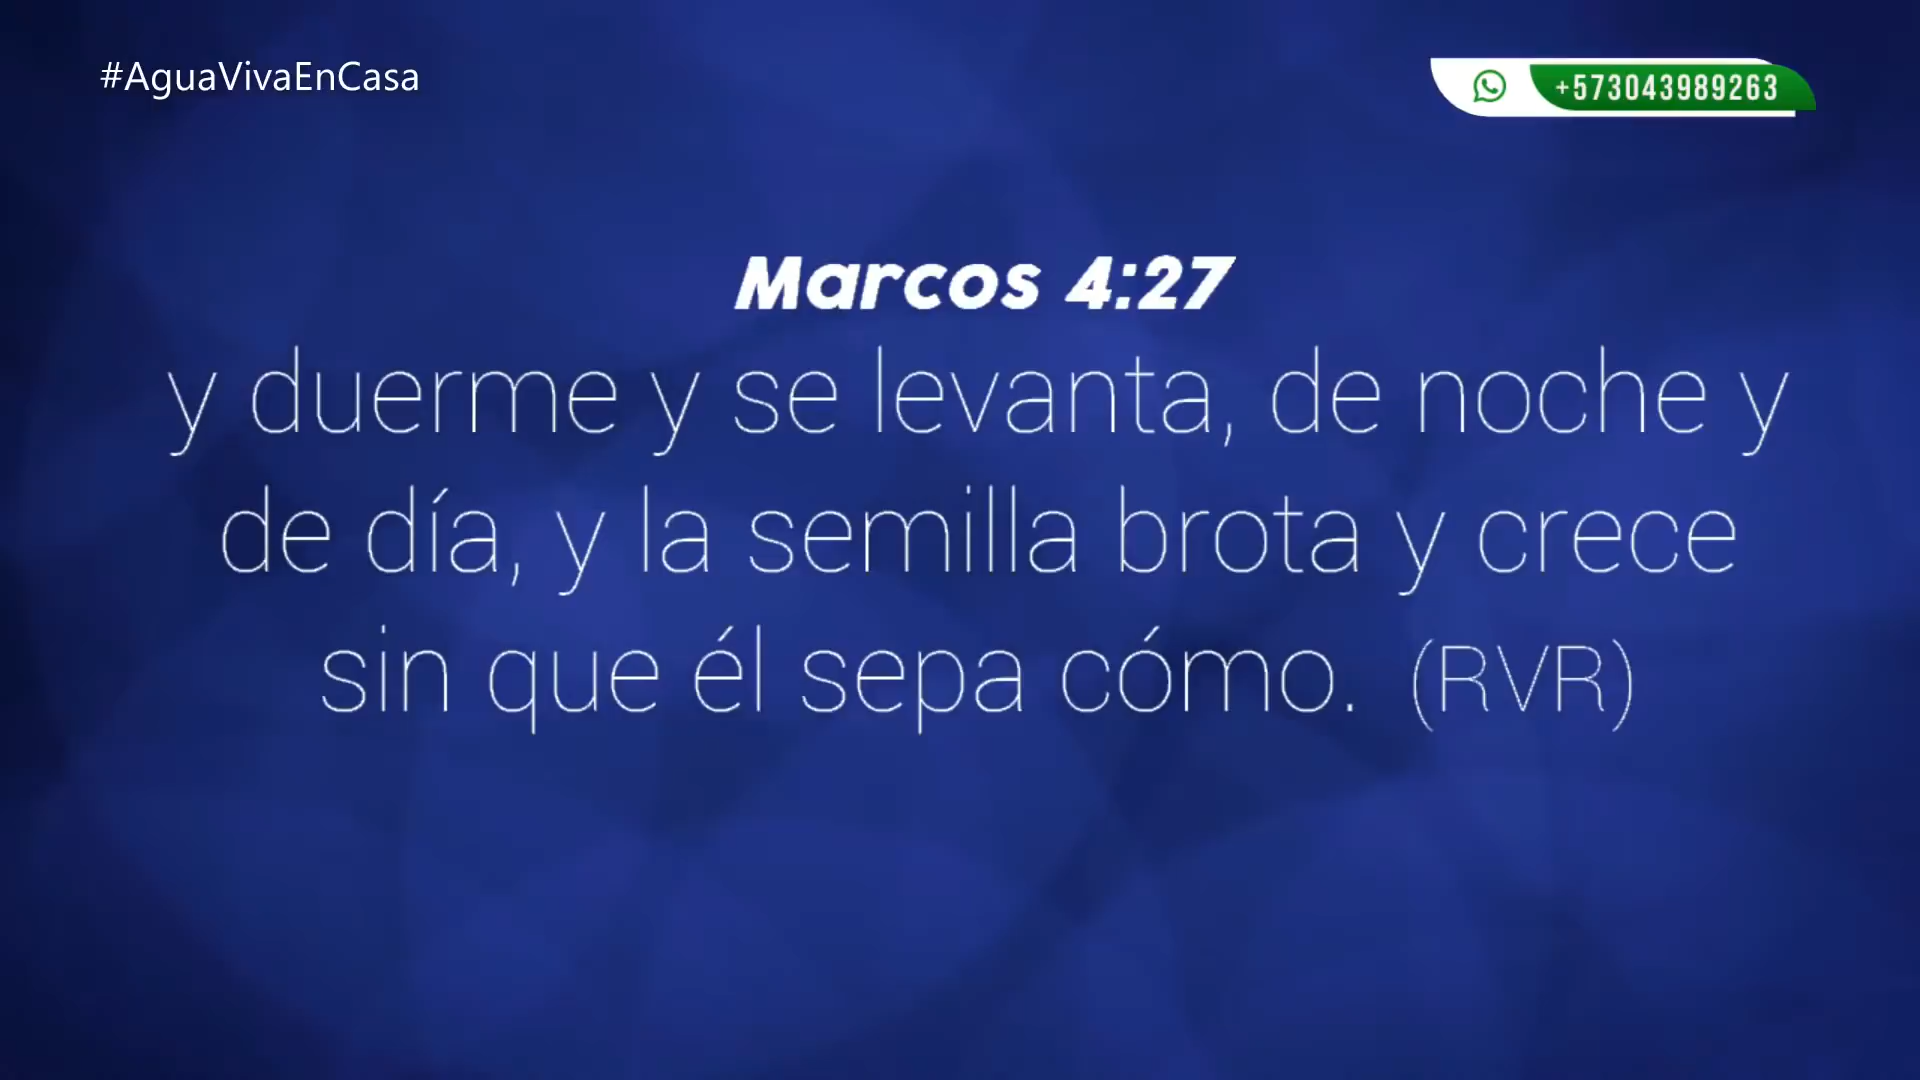 #AguaVivaEnCasa
+573043989263
Marcos 4:27
y duerme y se levanta, de noche y
de día, y la semilla brota y crece
sin que él sepa cómo. (RVR)